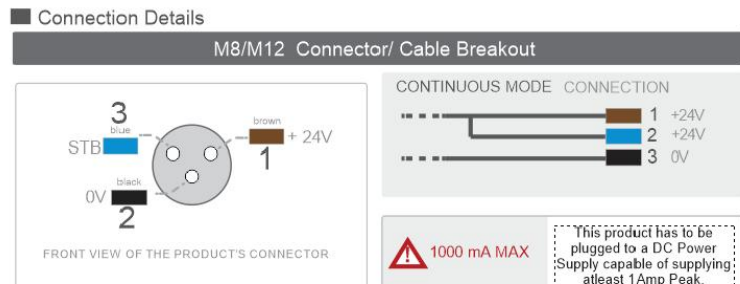 Connection Details
M8/M12 Connector/ Cable Breakout
3
blue
STB
brown
+ 24V
1
black
0V
2
FRONT VIEW OF THE PRODUCT'S CONNECTOR
CONTINUOUS MODE CONNECTION
1 +24V
2 +24V
3 0V
1000 mA MAX
This product has to be
plugged to a DC Power
Supply capable of supplying
atleast 1Amp Peak.